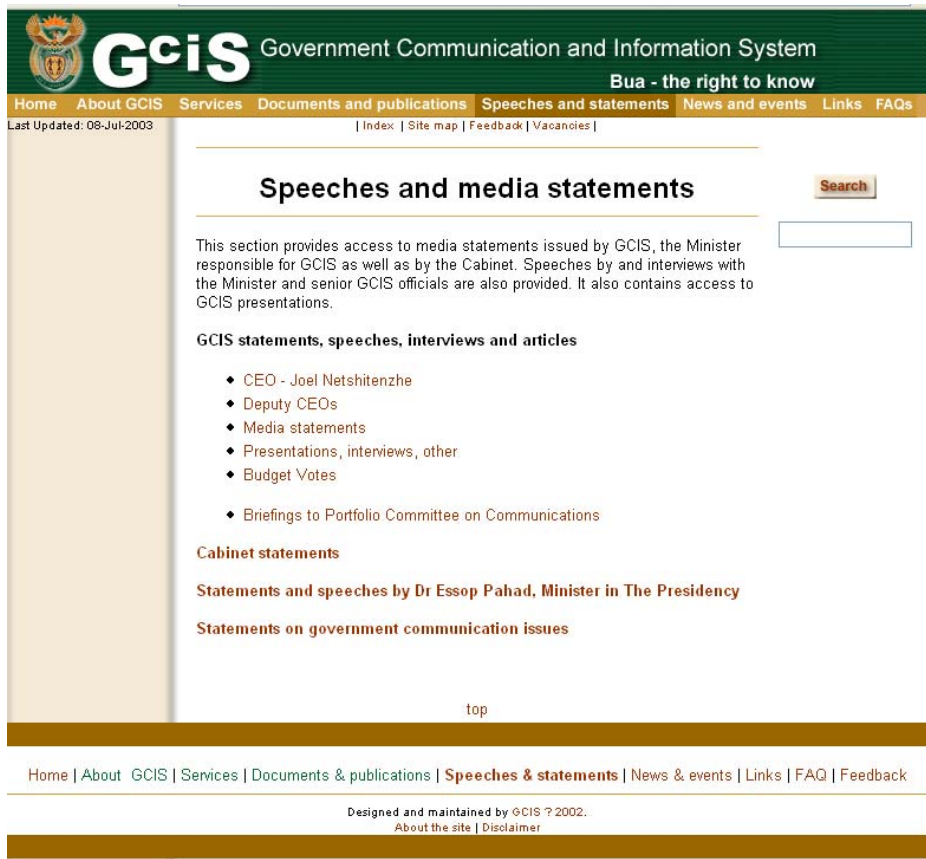 GCiS Government Communication and Information System
Bua - the right to know
Home About GCIS Services Documents and publications Speeches and statements News and events Links FAQs
Last Updated: 08-Jul-2003 | Index | Site map | Feedback | Vacancies |
Speeches and media statements
Search
This section provides access to media statements issued by GCIS, the Minister
responsible for GCIS as well as by the Cabinet. Speeches by and interviews with
the Minister and senior GCIS officials are also provided. It also contains access to
GCIS presentations.
GCIS statements, speeches, interviews and articles
CEO - Joel Netshitenzhe
Deputy CEOs
Media statements
Presentations, interviews, other
Budget Votes
Briefings to Portfolio Committee on Communications
Cabinet statements
Statements and speeches by Dr Essop Pahad, Minister in The Presidency
Statements on government communication issues
top
Home | About GCIS | Services | Documents & publications | Speeches & statements | News & events | Links | FAQ | Feedback
Designed and maintained by GCIS ? 2002.
About the site | Disclaimer